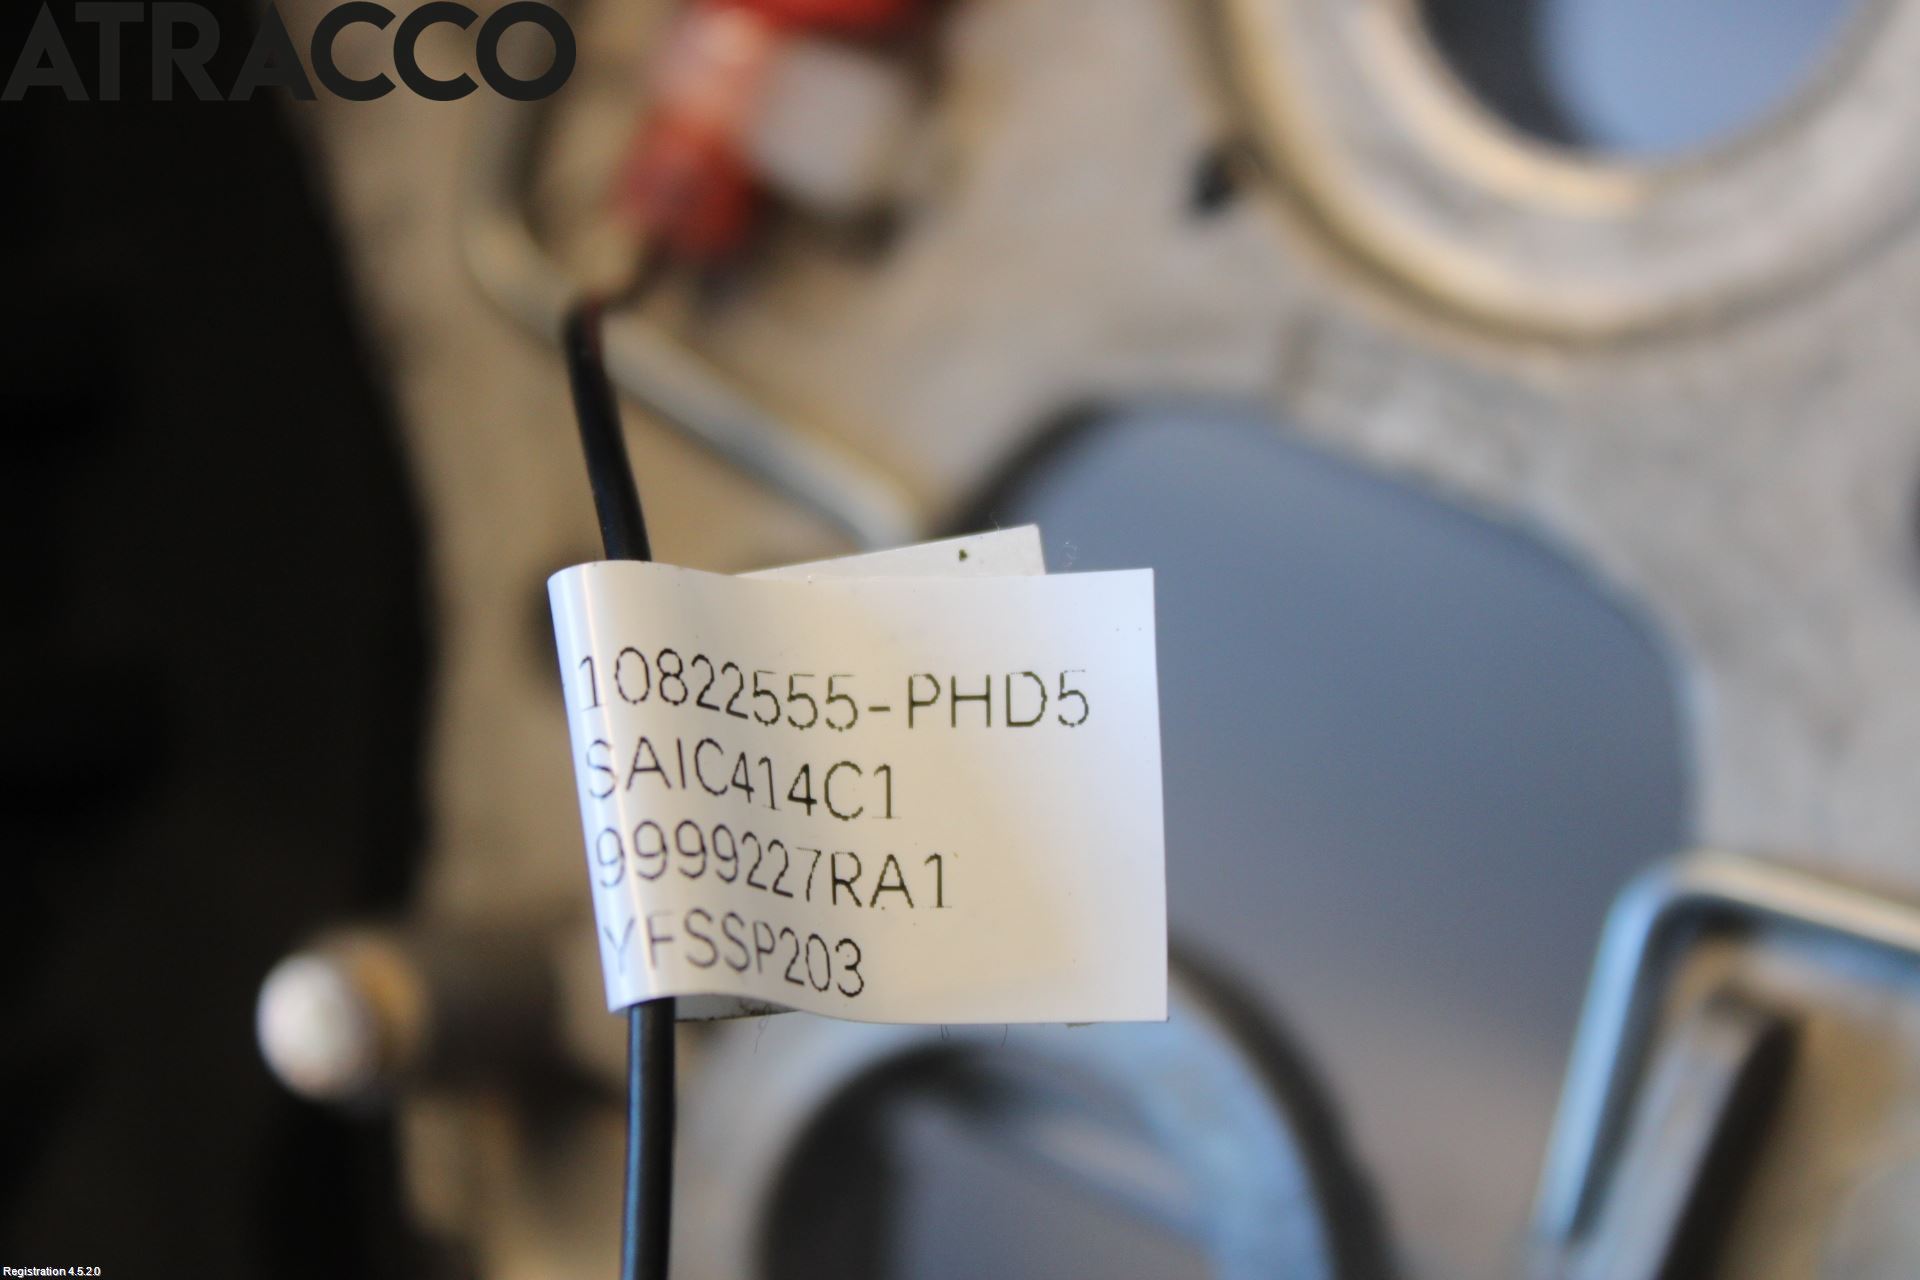 ATRACCO
10822555-PHD5
SAIC414C1
9999227RA1
YFSSP203
Registration 4.5.2.0